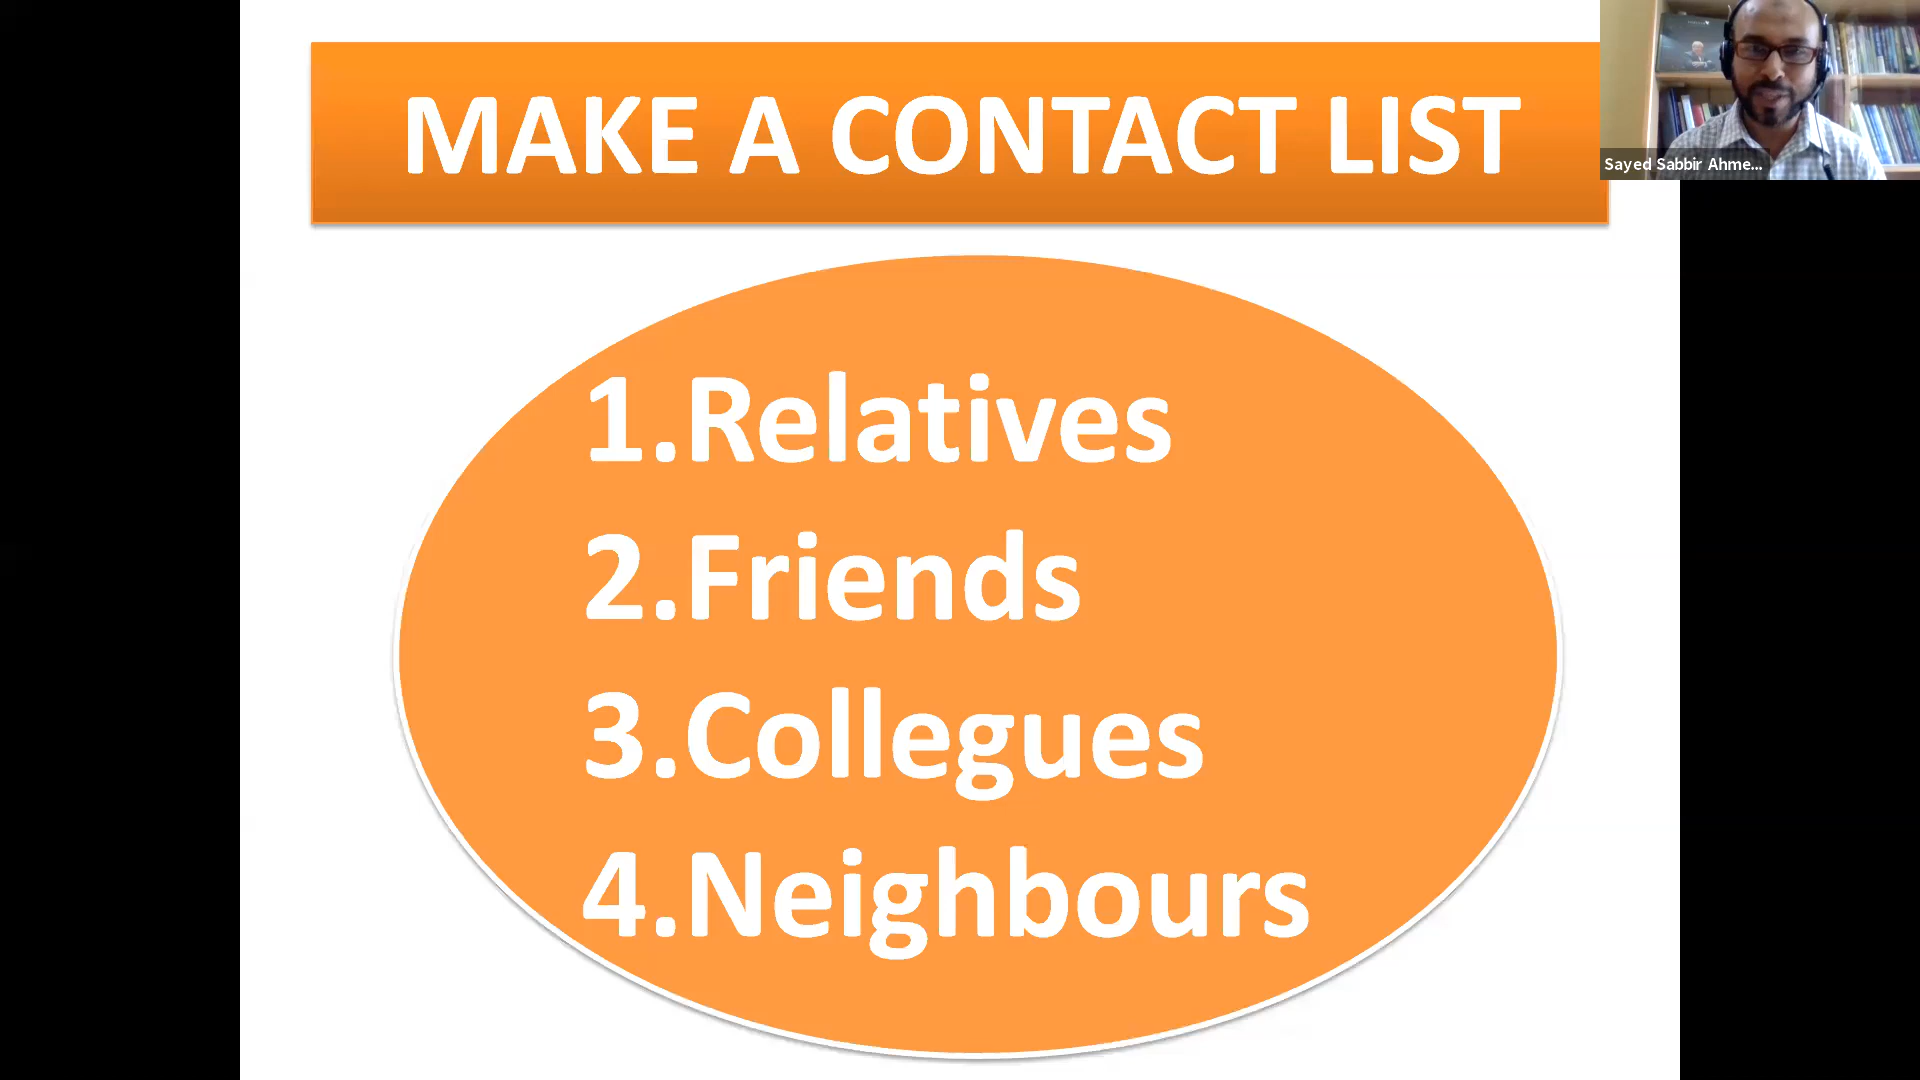 MAKE A CONTACT LIST
Sayed Sabbir Ahme...
1.Relatives
2.Friends
3.Collegues
4.Neighbours